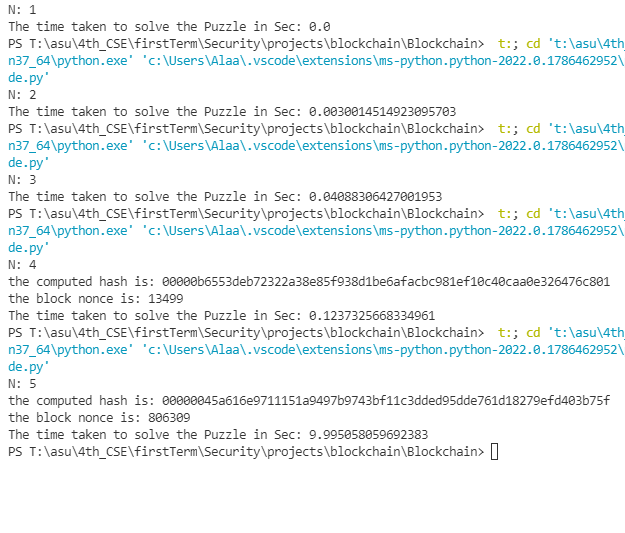 N: 1
The time taken to solve the Puzzle in Sec: 0.0
PS T:\asu\4th_CSE\firstTerm\Security\projects\blockchain\Blockchain>  t:; cd 't:\asu\4th_
n37_64\python.exe' 'c:\Users\Alaa\.vscode\extensions\ms-python.python-2022.0.1786462952\
de.py'
N: 2
The time taken to solve the Puzzle in Sec: 0.0030014514923095703
PS T:\asu\4th_CSE\firstTerm\Security\projects\blockchain\Blockchain>  t:; cd 't:\asu\4th_
n37_64\python.exe' 'c:\Users\Alaa\.vscode\extensions\ms-python.python-2022.0.1786462952\
de.py'
N: 3
The time taken to solve the Puzzle in Sec: 0.04088306427001953
PS T:\asu\4th_CSE\firstTerm\Security\projects\blockchain\Blockchain>  t:; cd 't:\asu\4th_
n37_64\python.exe' 'c:\Users\Alaa\.vscode\extensions\ms-python.python-2022.0.1786462952\
de.py'
N: 4
the computed hash is: 00000b6553deb72322a38e85f938d1be6afacbc981ef10c40caa0e326476c801
the block nonce is: 13499
The time taken to solve the Puzzle in Sec: 0.1237325668334961
PS T:\asu\4th_CSE\firstTerm\Security\projects\blockchain\Blockchain>  t:; cd 't:\asu\4th_
n37_64\python.exe' 'c:\Users\Alaa\.vscode\extensions\ms-python.python-2022.0.1786462952\
de.py'
N: 5
the computed hash is: 00000045a616e9711151a9497b9743bf11c3dded95dde761d18279efd403b75f
the block nonce is: 806309
The time taken to solve the Puzzle in Sec: 9.995058059692383
PS T:\asu\4th_CSE\firstTerm\Security\projects\blockchain\Blockchain>